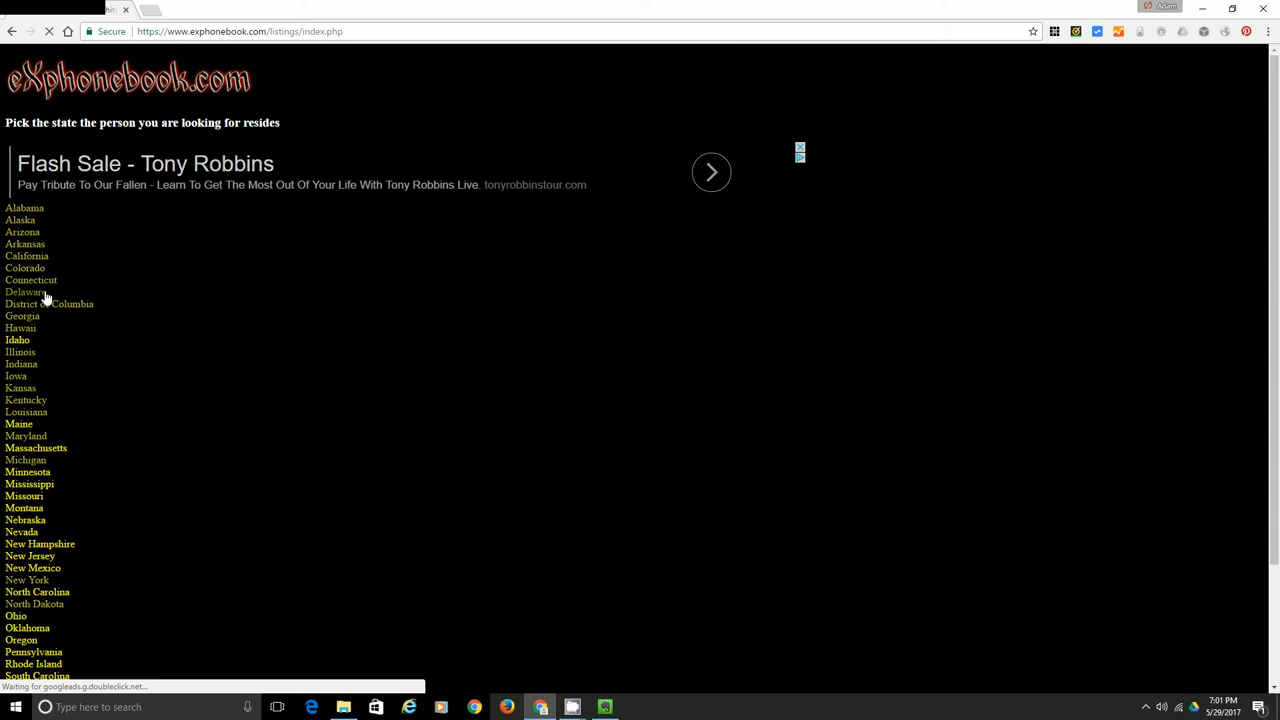 Adam
Secure
https://www.exphonebook.com/listings/index.php
eXphonebook.com
Pick the state the person you are looking for resides
Flash Sale - Tony Robbins
Pay Tribute To Our Fallen - Learn To Get The Most Out Of Your Life With Tony Robbins Live. tonyrobbinstour.com
Alabama
Alaska
Arizona
Arkansas
California
Colorado
Connecticut
Delaware
District of Columbia
Georgia
Hawaii
Idaho
Illinois
Indiana
Iowa
Kansas
Kentucky
Louisiana
Maine
Maryland
Massachusetts
Michigan
Minnesota
Mississippi
Missouri
Montana
Nebraska
Nevada
New Hampshire
New Jersey
New Mexico
New York
North Carolina
North Dakota
Ohio
Oklahoma
Oregon
Pennsylvania
Rhode Island
South Carolina
Waiting for googleads.g.doubleclick.net...
Type here to search
7:01 PM
5/29/2017